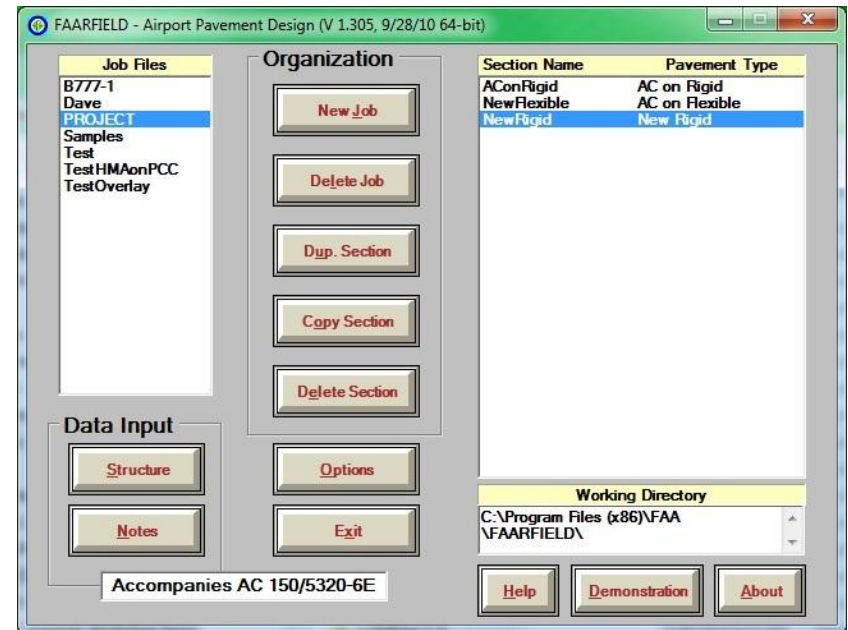 FAARFIELD - Airport Pavement Design (V 1.305, 9/28/10 64-bit)
Job Files
B777-1
Dave
PROJECT
Samples
Test
TestHMAonPCC
TestOverlay
Organization
New Job
Delete Job
Dup. Section
Copy Section
Delete Section
Section Name Pavement Type
AConRigid AC on Rigid
NewFlexible AC on Flexible
NewRigid New Rigid
Data Input
Structure
Notes
Options
Exit
Working Directory
C:\Program Files (x86)\FAA
\FAARFIELD\
Accompanies AC 150/5320-6E
Help
Demonstration
About